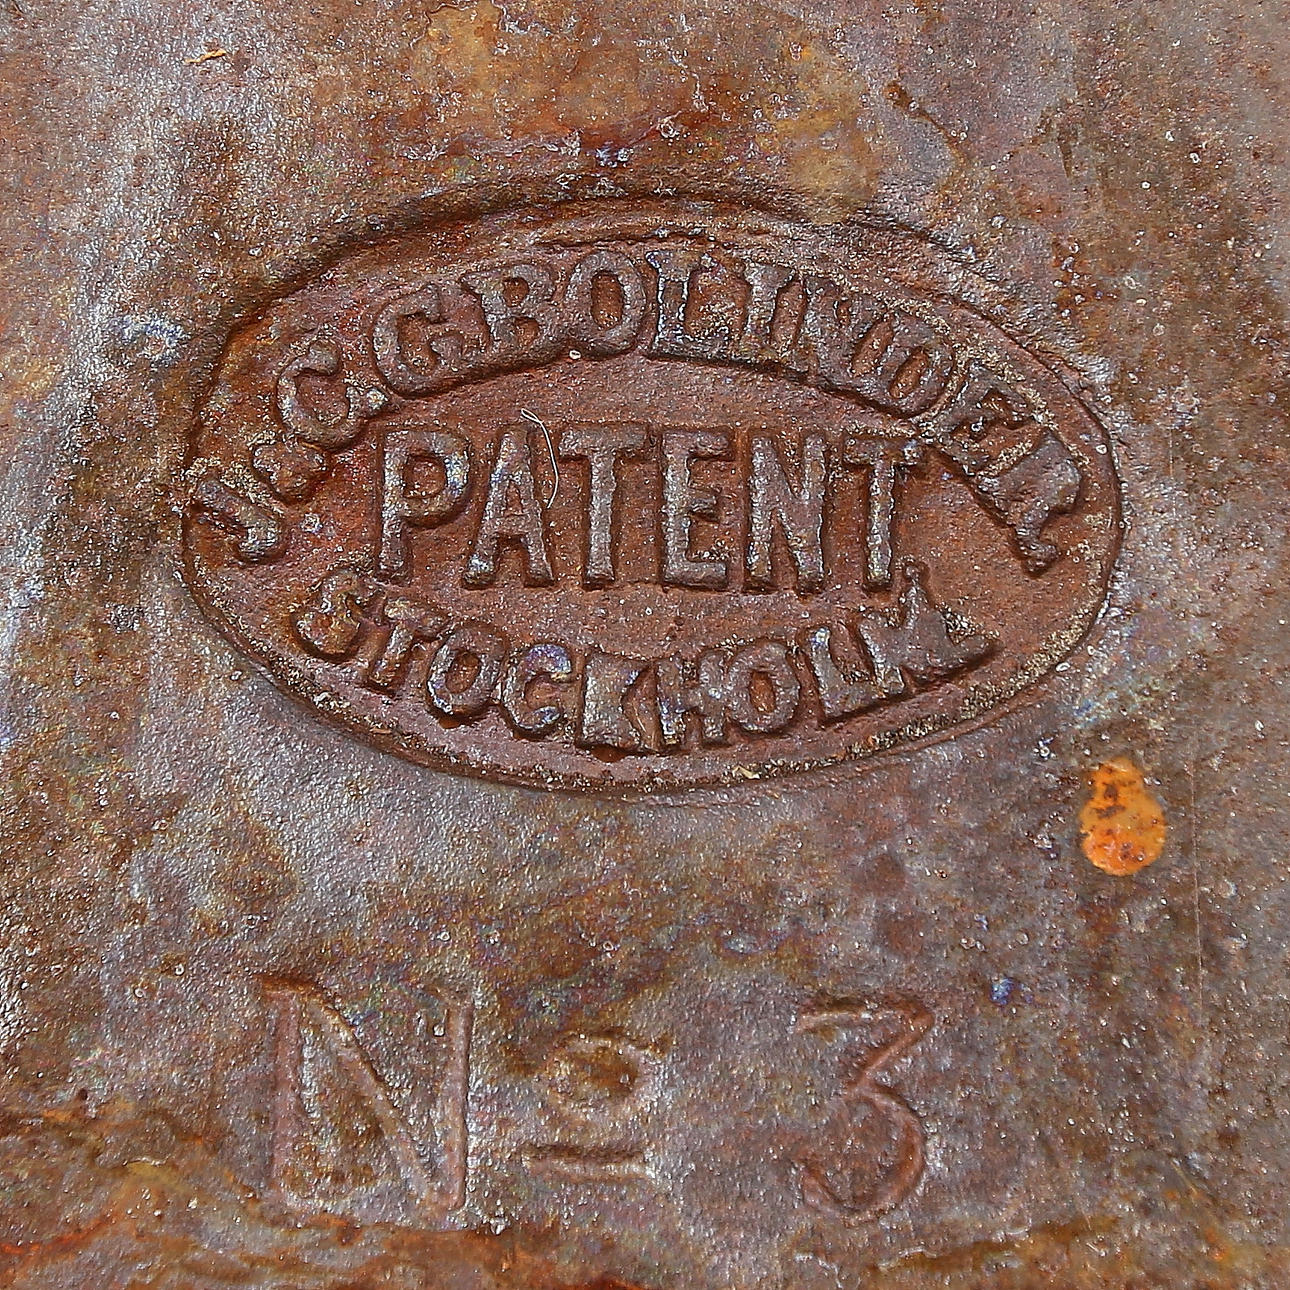 J. & C.G. BOLINDER
PATENT
STOCKHOLM
Nº 3